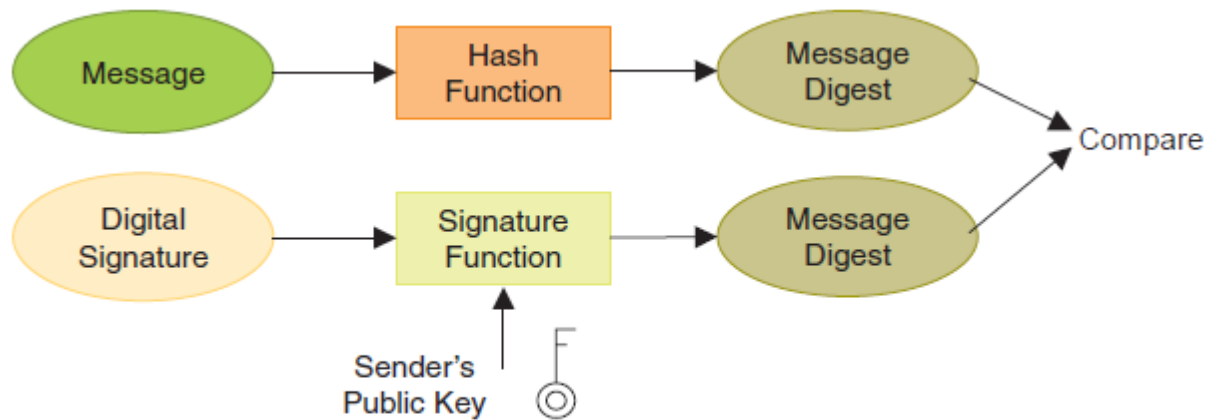 Message
Hash
Function
Message
Digest
Compare
Digital
Signature
Signature
Function
Message
Digest
Sender’s
Public Key